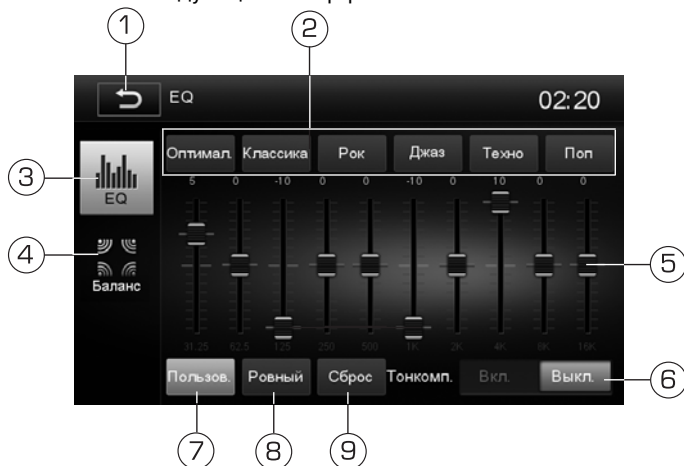 1
2
EQ 02:20
Оптимал. Классика Рок Джаз Техно Поп
5 0 -10 0 0 -10 0 10 0 0
3
EQ
4
Баланс
5
31.25 62.5 125 250 500 1K 2K 4K 8K 16K
Пользов. Ровный Сброс Тонкомп. Вкл. Выкл.
6
7 8 9